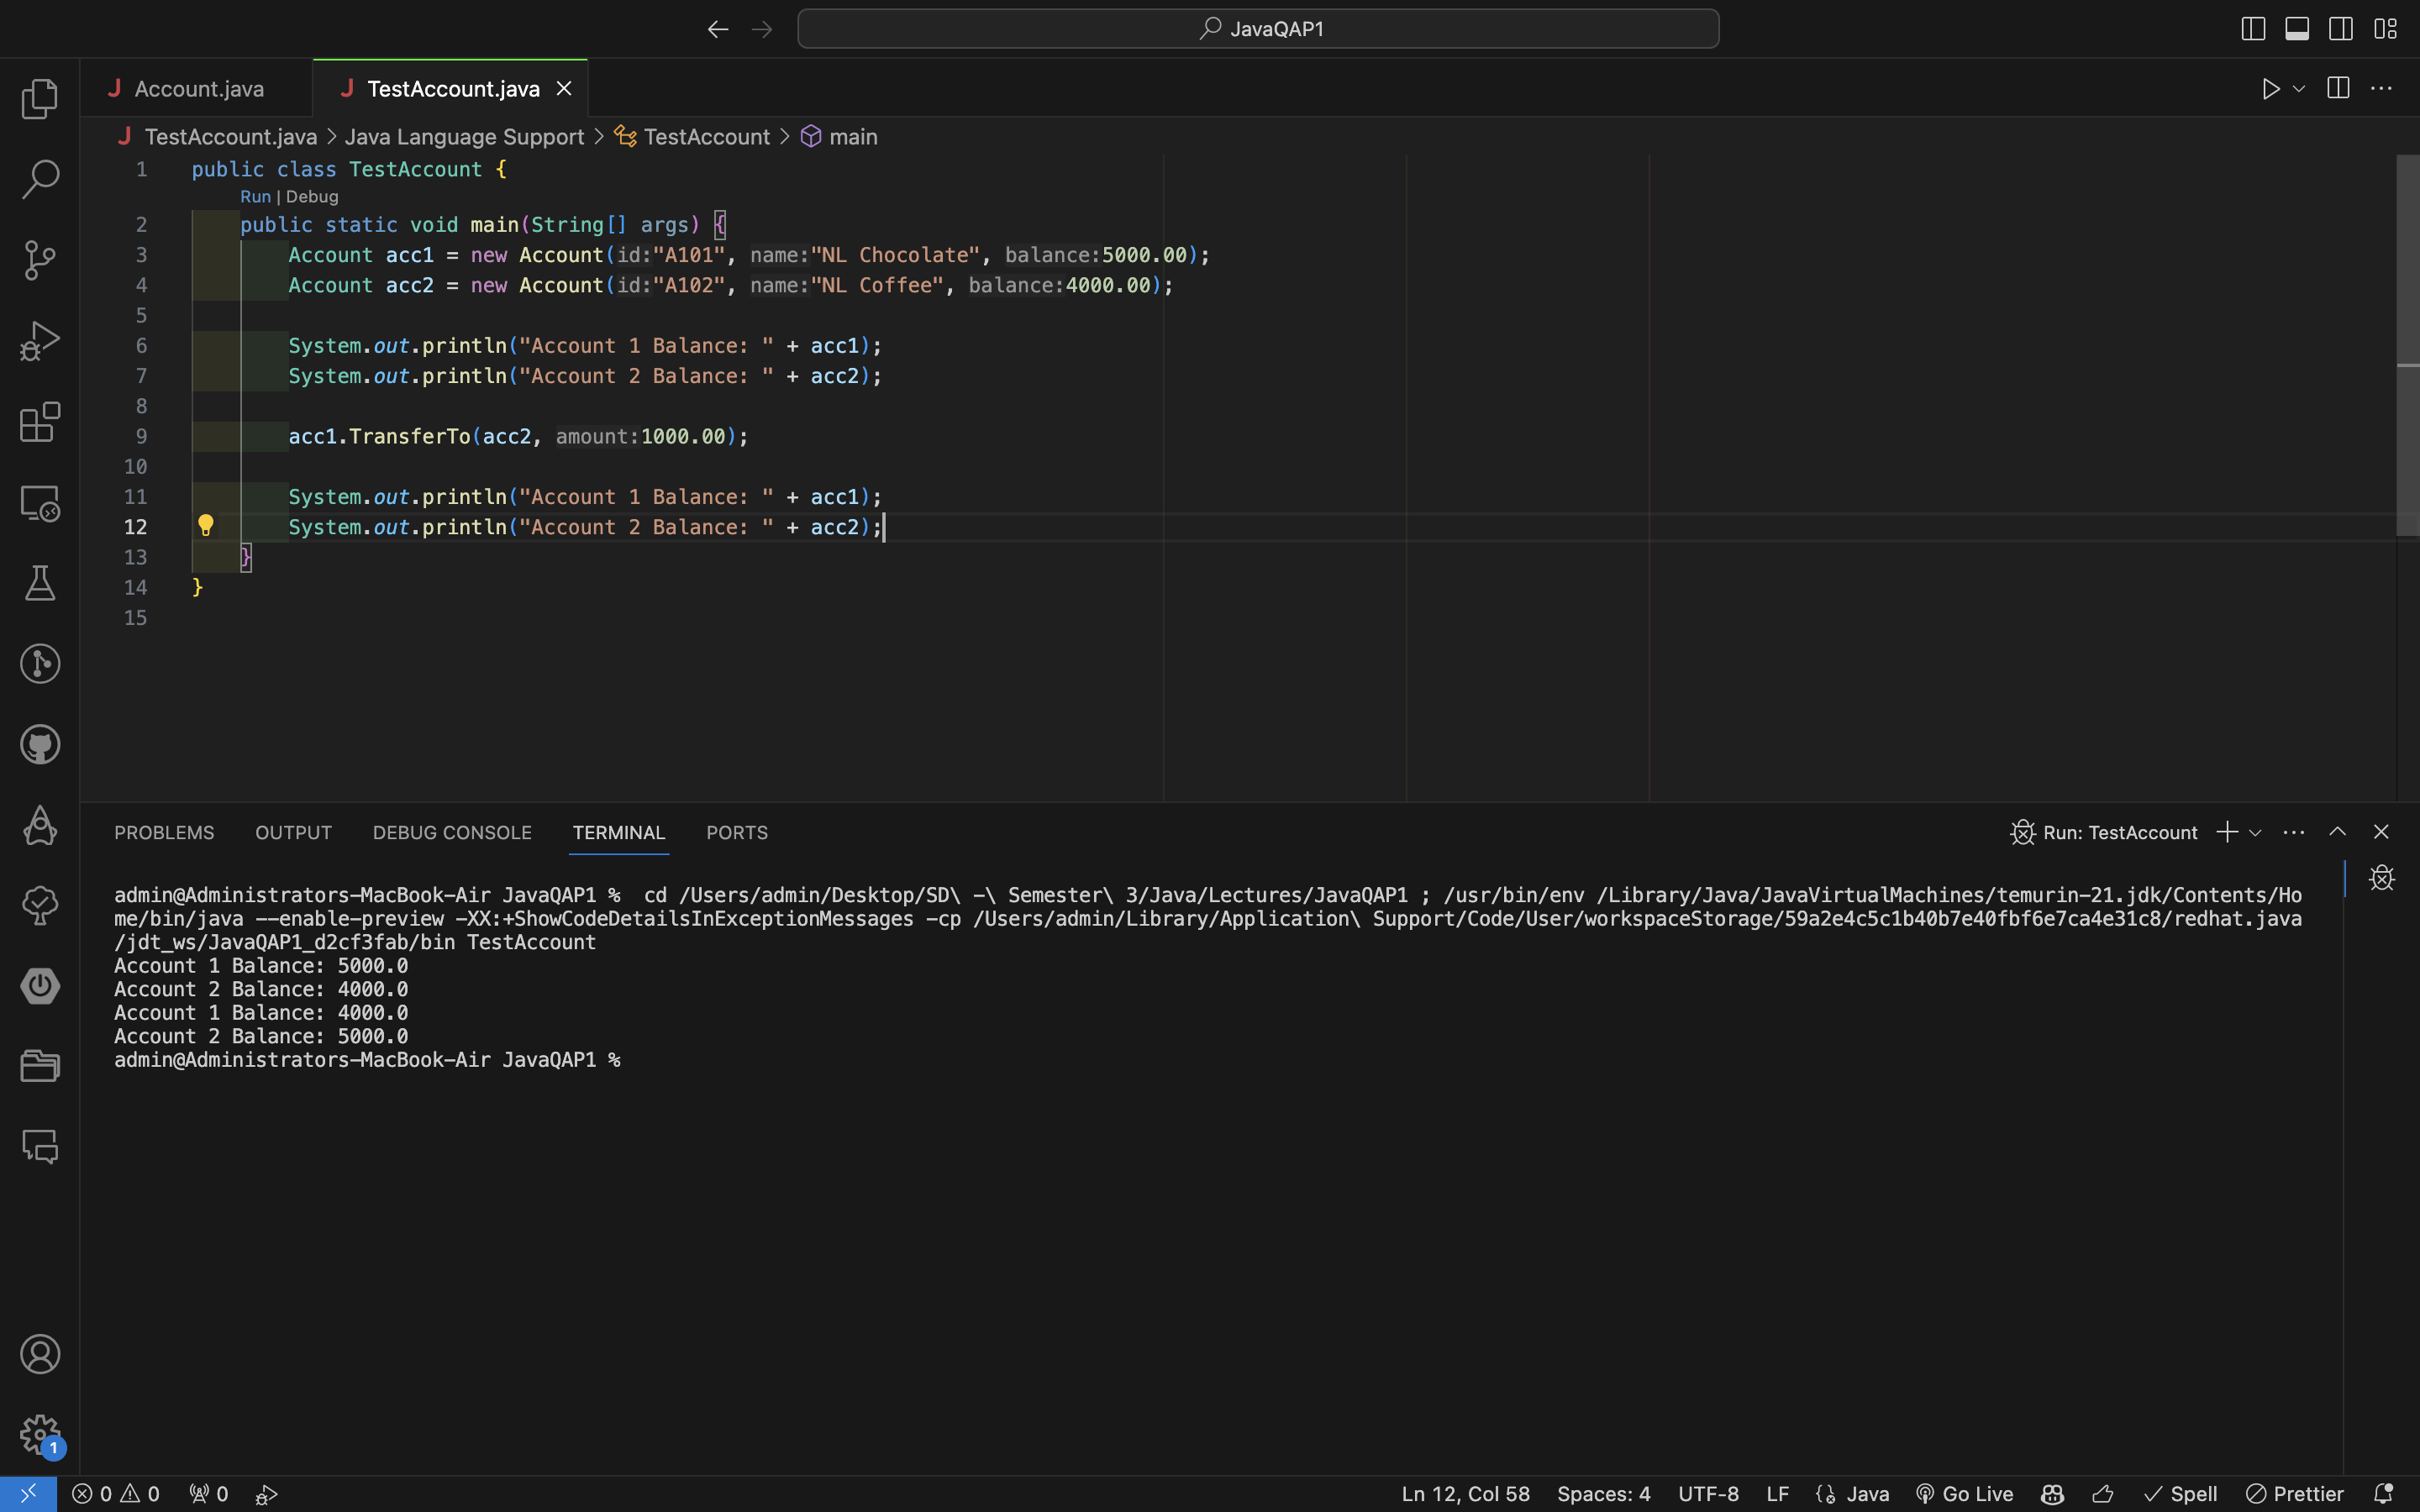 JavaQAP1
Account.java
TestAccount.java
TestAccount.java > Java Language Support > TestAccount > main
1 public class TestAccount {
Run | Debug
2 public static void main(String[] args) {
3 Account acc1 = new Account(id:"A101", name:"NL Chocolate", balance:5000.00);
4 Account acc2 = new Account(id:"A102", name:"NL Coffee", balance:4000.00);
5
6 System.out.println("Account 1 Balance: " + acc1);
7 System.out.println("Account 2 Balance: " + acc2);
8
9 acc1.TransferTo(acc2, amount:1000.00);
10
11 System.out.println("Account 1 Balance: " + acc1);
12 System.out.println("Account 2 Balance: " + acc2);
13 }
14 }
15
PROBLEMS OUTPUT DEBUG CONSOLE TERMINAL PORTS Run: TestAccount
admin@Administrators-MacBook-Air JavaQAP1 %  cd /Users/admin/Desktop/SD\ -\ Semester\ 3/Java/Lectures/JavaQAP1 ; /usr/bin/env /Library/Java/JavaVirtualMachines/temurin-21.jdk/Contents/Ho
me/bin/java --enable-preview -XX:+ShowCodeDetailsInExceptionMessages -cp /Users/admin/Library/Application\ Support/Code/User/workspaceStorage/59a2e4c5c1b40b7e40fbf6e7ca4e31c8/redhat.java
/jdt_ws/JavaQAP1_d2cf3fab/bin TestAccount
Account 1 Balance: 5000.0
Account 2 Balance: 4000.0
Account 1 Balance: 4000.0
Account 2 Balance: 5000.0
admin@Administrators-MacBook-Air JavaQAP1 %
1
0 0 0 Ln 12, Col 58 Spaces: 4 UTF-8 LF Java Go Live Spell Prettier